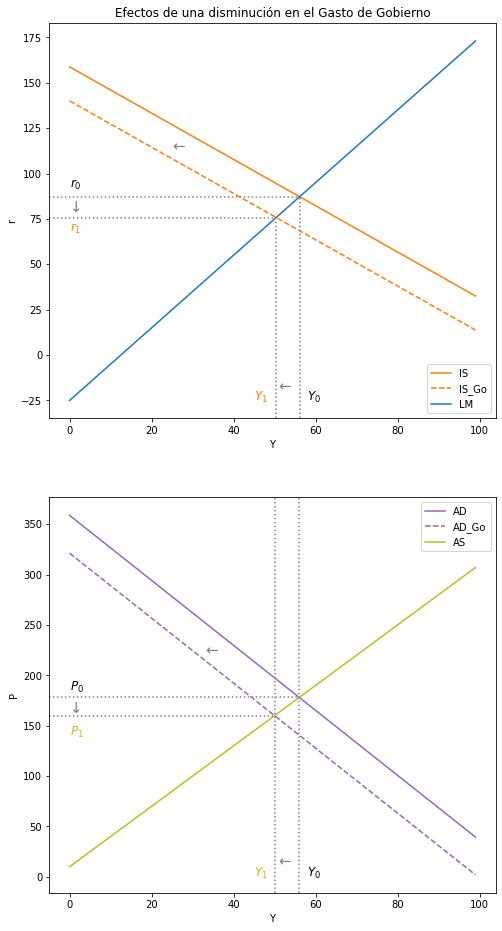 Efectos de una disminución en el Gasto de Gobierno
175
150
125
100
75
50
25
0
−25
r
←
r₀
↓
r₁
Y₁ ← Y₀
IS
IS_Go
LM
0 20 40 60 80 100
Y
350
300
250
200
150
100
50
0
P
AD
AD_Go
AS
←
P₀
↓
P₁
Y₁ ← Y₀
0 20 40 60 80 100
Y